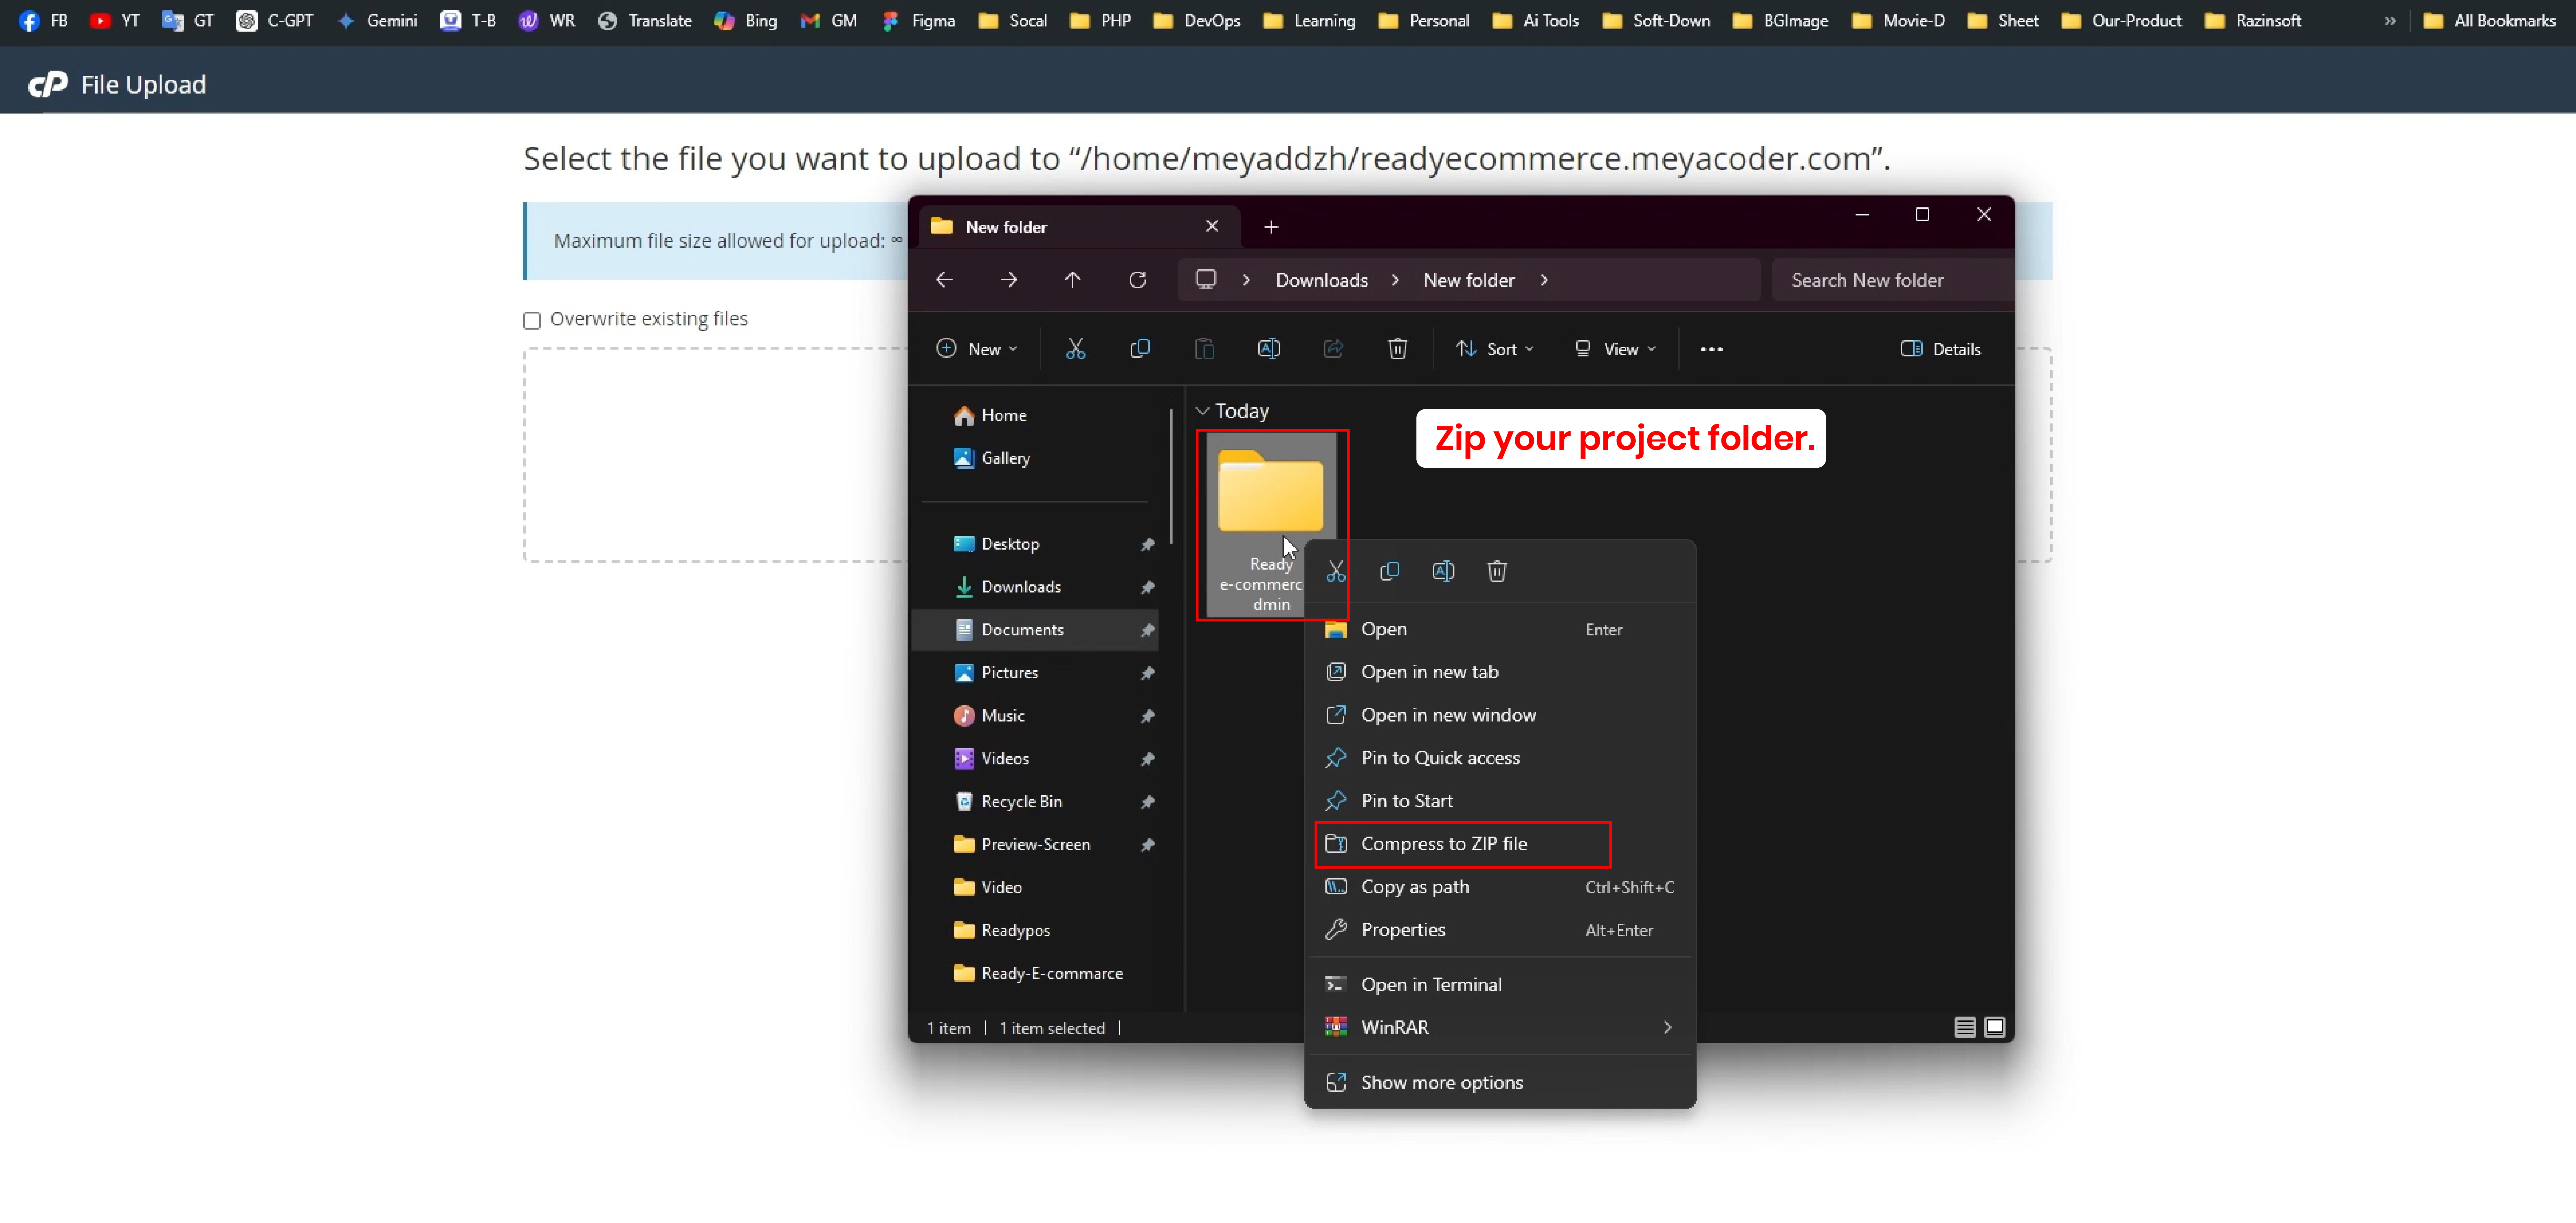 FB YT GT C-GPT Gemini T-B WR Translate Bing GM Figma Socal PHP DevOps Learning Personal Ai Tools Soft-Down BGImage Movie-D Sheet Our-Product Razinsoft » All Bookmarks
cP File Upload
Select the file you want to upload to “/home/meyaddzh/readyecommerce.meyacoder.com”.
Maximum file size allowed for upload: ∞
Overwrite existing files
New folder
Downloads > New folder >
Search New folder
New
Sort
View
Details
Home
Gallery
Desktop
Downloads
Documents
Pictures
Music
Videos
Recycle Bin
Preview-Screen
Video
Readypos
Ready-E-commarce
Today
Zip your project folder.
Ready
e-commerc
dmin
Open Enter
Open in new tab
Open in new window
Pin to Quick access
Pin to Start
Compress to ZIP file
Copy as path Ctrl+Shift+C
Properties Alt+Enter
Open in Terminal
WinRAR
Show more options
1 item | 1 item selected |